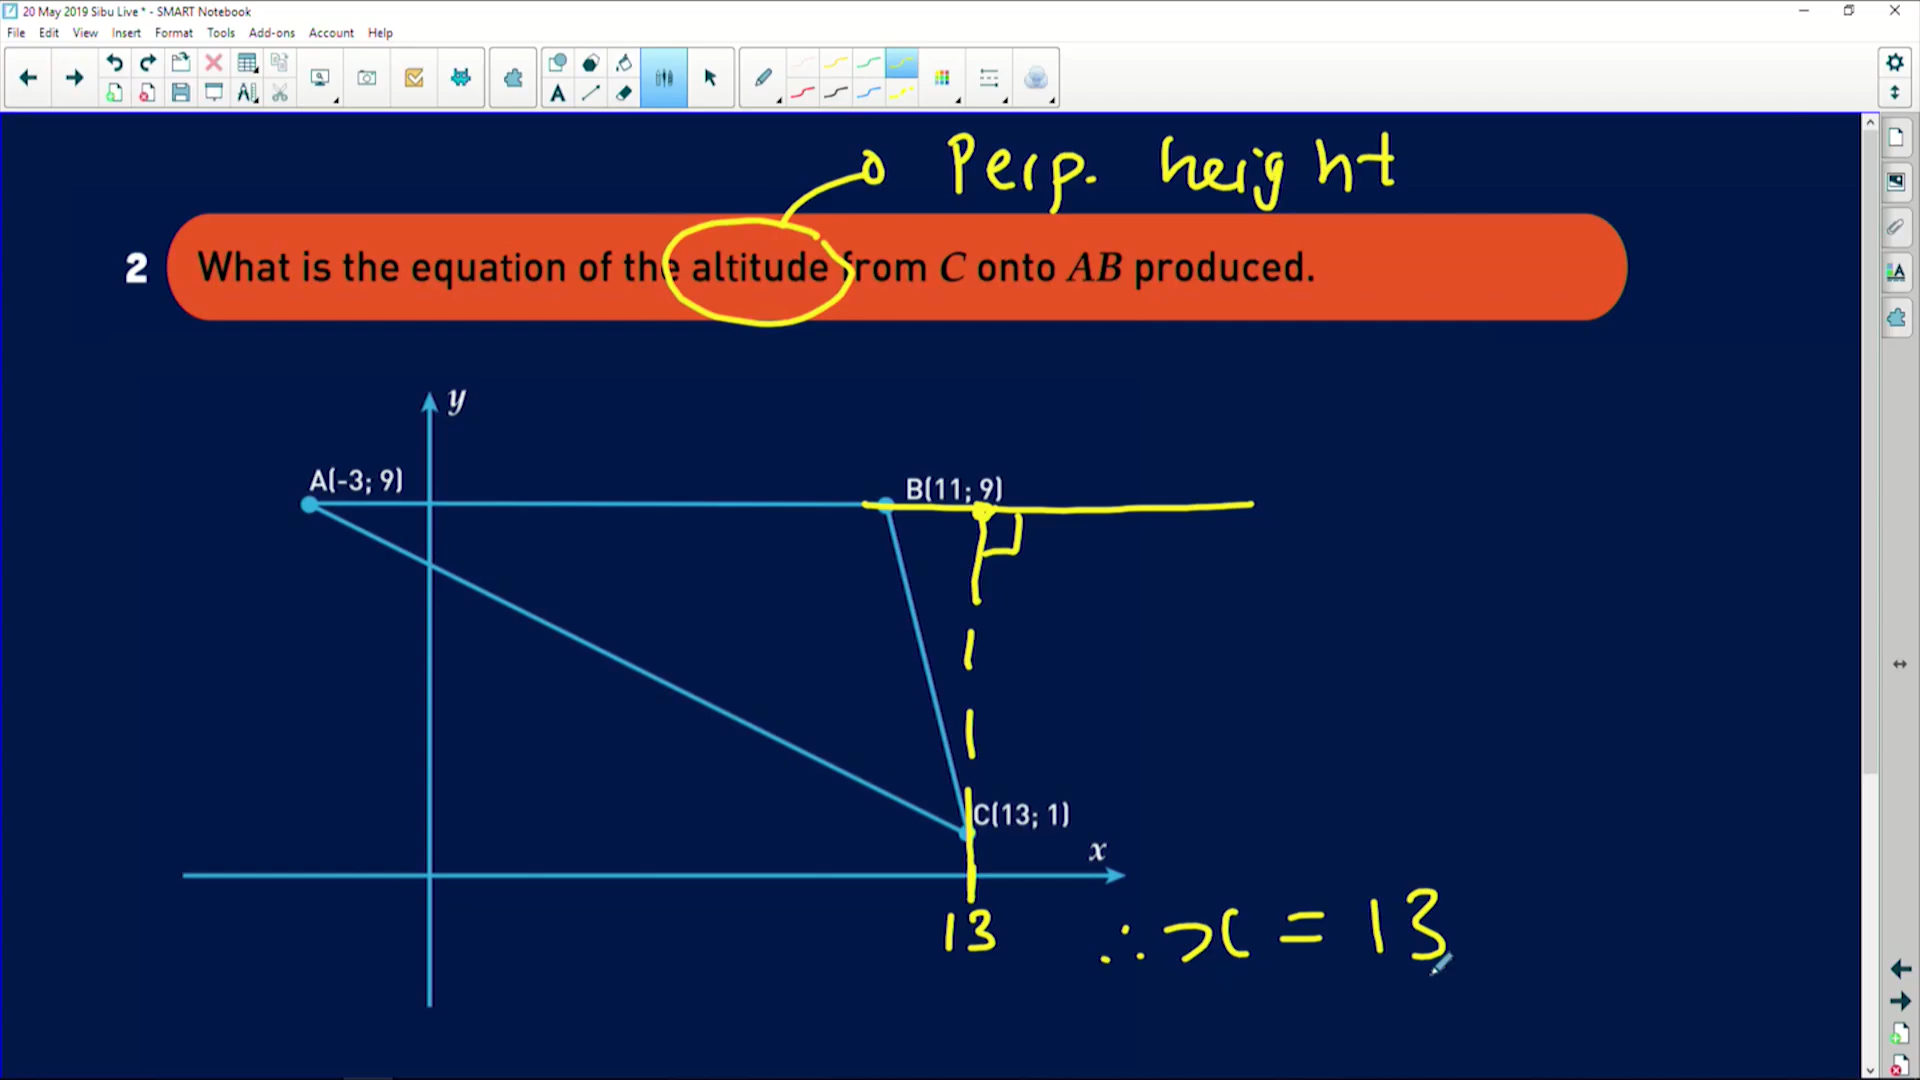 20 May 2019 Sibu Live * - SMART Notebook
File Edit View Insert Format Tools Add-ons Account Help
Perp. height
2 What is the equation of the altitude from C onto AB produced.
y
A(-3; 9)
B(11; 9)
C(13; 1)
x
13
∴ x = 13